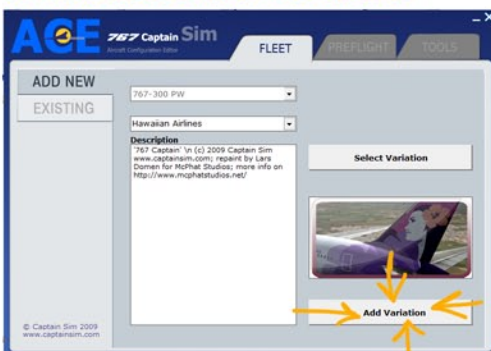 ACE 767 Captain Sim
Aircraft Configuration Editor
FLEET
PREFLIGHT
TOOLS
ADD NEW
EXISTING
767-300 PW
Hawaiian Airlines
Description
'767 Captain' \n (c) 2009 Captain Sim
www.captainsim.com; repaint by Lars
Domen for McPhat Studios; more info on
http://www.mcphatstudios.net/
Select Variation
Add Variation
© Captain Sim 2009
www.captainsim.com